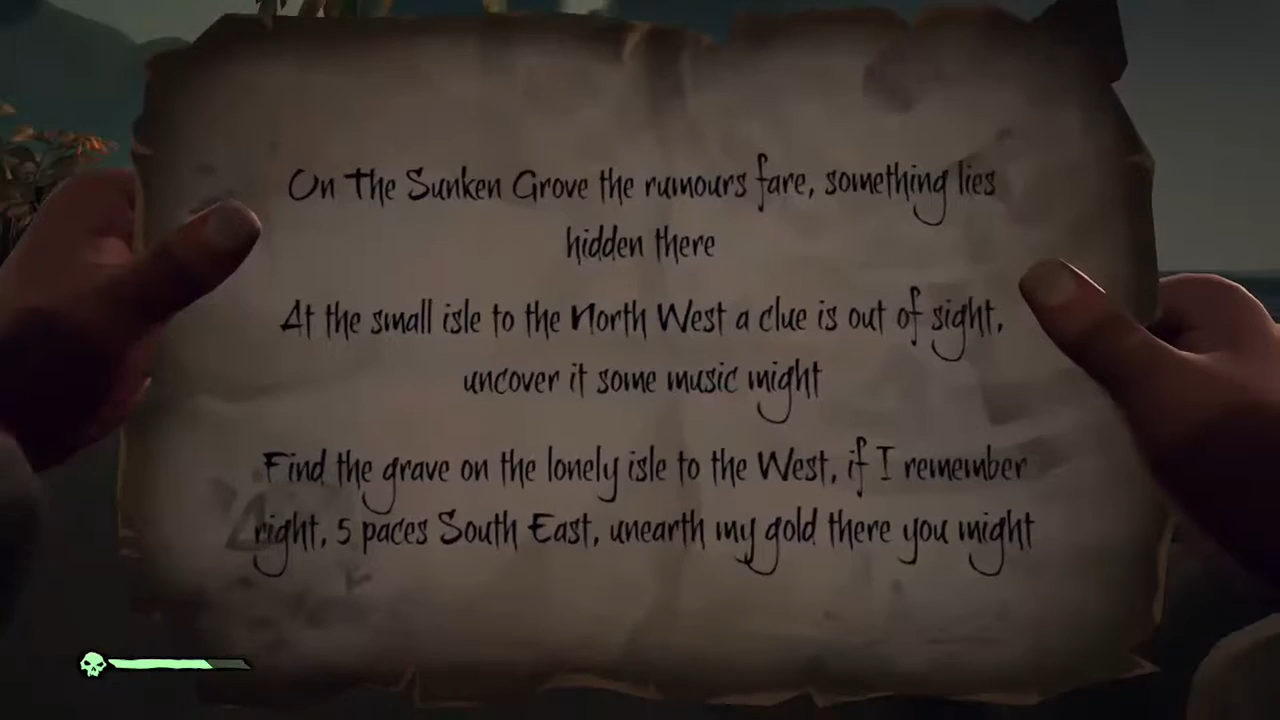 On The Sunken Grove the rumours fare, something lies
hidden there
At the small isle to the North West a clue is out of sight,
uncover it some music might
Find the grave on the lonely isle to the West, if I remember
right, 5 paces South East, unearth my gold there you might